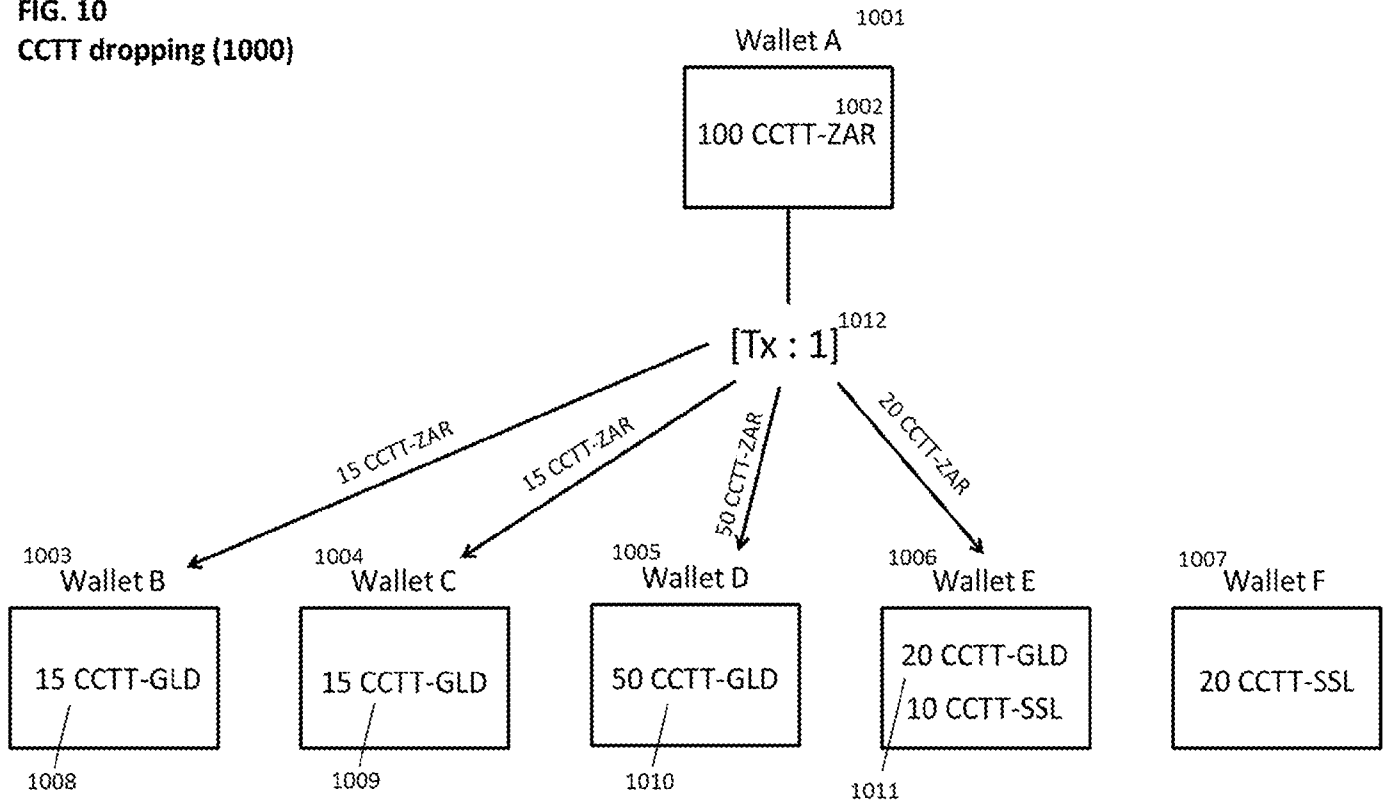 FIG. 10
CCTT dropping (1000)
1001
Wallet A
1002
100 CCTT-ZAR
1012
[Tx : 1]
15 CCTT-ZAR
15 CCTT-ZAR
50 CCTT-ZAR
20 CCTT-ZAR
1003
Wallet B
1004
Wallet C
1005
Wallet D
1006
Wallet E
1007
Wallet F
15 CCTT-GLD
15 CCTT-GLD
50 CCTT-GLD
20 CCTT-GLD
10 CCTT-SSL
20 CCTT-SSL
1008
1009
1010
1011